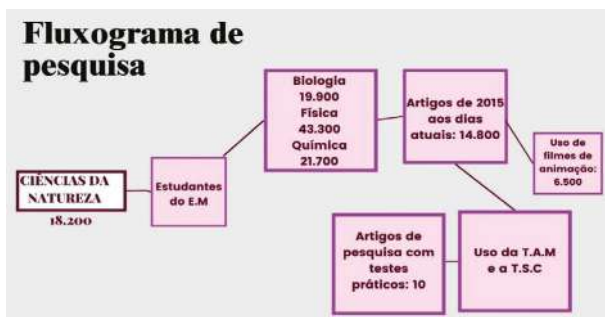 Fluxograma de
pesquisa
CIÊNCIAS DA
NATUREZA
18.200
Estudantes
do E.M
Biologia
19.900
Física
43.300
Química
21.700
Artigos de 2015
aos dias
atuais: 14.800
Uso de
filmes de
animação:
6.500
Uso da T.A.M
e a T.S.C
Artigos de
pesquisa com
testes
práticos: 10